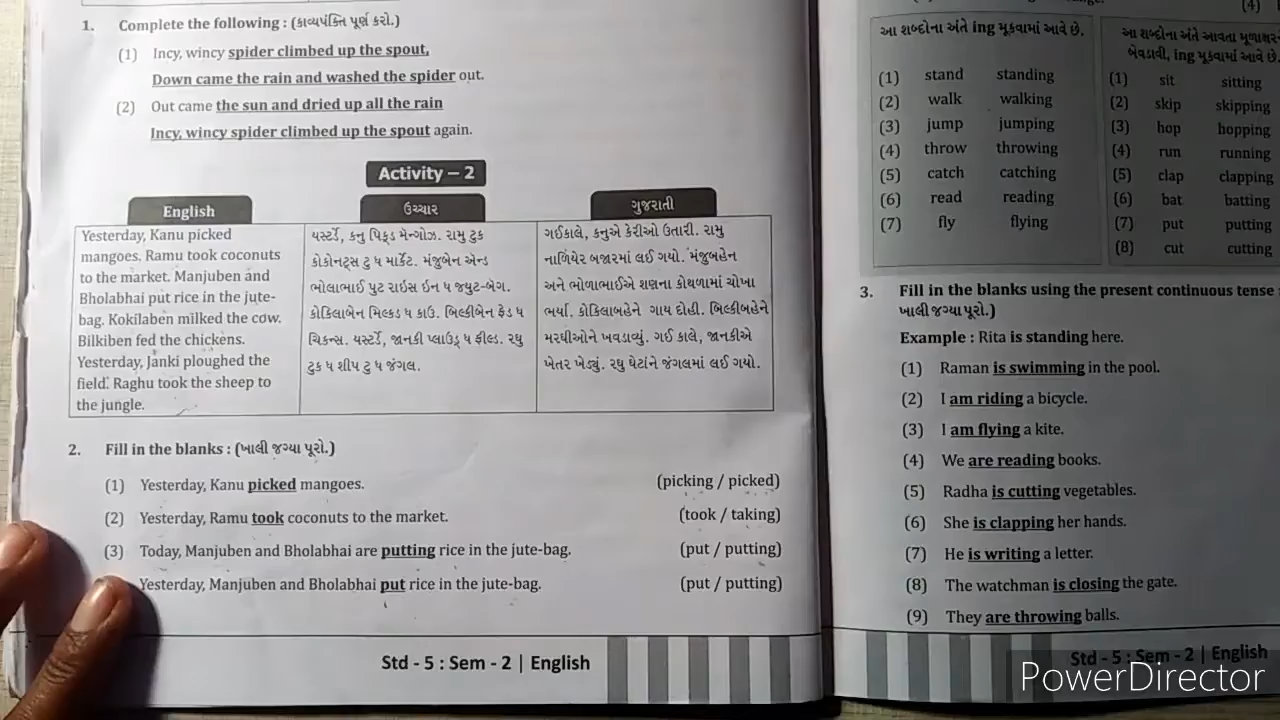 1. Complete the following : (કાવ્યપંક્તિ પૂર્ણ કરો.)
(1) Incy, wincy spider climbed up the spout,
Down came the rain and washed the spider out.
(2) Out came the sun and dried up all the rain
Incy, wincy spider climbed up the spout again.
Activity – 2
English
Yesterday, Kanu picked
mangoes. Ramu took coconuts
to the market. Manjuben and
Bholabhai put rice in the jute-
bag. Kokilaben milked the cow.
Bilkiben fed the chickens.
Yesterday, Janki ploughed the
field. Raghu took the sheep to
the jungle.
ઉચ્ચાર
યસ્ટર્ડે, કનુ પિક્ડ મૅન્ગોઝ. રામુ ટુક
કોકોનટ્સ ટુ ધ માર્કેટ. મંજુબેન ઍન્ડ
ભોલાભાઈ પુટ રાઇસ ઇન ધ જ્યુટ-બેગ.
કોકિલાબેન મિલ્કડ ધ કાઉ. બિલ્કીબેન ફેડ ધ
ચિકન્સ. યસ્ટર્ડે, જાનકી પ્લાઉડ્ ધ ફીલ્ડ. રઘુ
ટુક ધ શીપ ટુ ધ જંગલ.
ગુજરાતી
ગઈકાલે, કનુએ કેરીઓ ઉતારી. રામુ
નાળિયેર બજારમાં લઈ ગયો. મંજુબહેન
અને ભોળાભાઈએ શણના કોથળામાં ચોખા
ભર્યા. કોકિલાબહેને ગાય દોહી. બિલ્કીબહેને
મરઘીઓને ખવડાવ્યું. ગઈ કાલે, જાનકીએ
ખેતર ખેડ્યું. રઘુ ઘેટાંને જંગલમાં લઈ ગયો.
2. Fill in the blanks : (ખાલી જગ્યા પૂરો.)
(1) Yesterday, Kanu picked mangoes. (picking / picked)
(2) Yesterday, Ramu took coconuts to the market. (took / taking)
(3) Today, Manjuben and Bholabhai are putting rice in the jute-bag. (put / putting)
Yesterday, Manjuben and Bholabhai put rice in the jute-bag. (put / putting)
Std - 5 : Sem - 2 | English
(4)
આ શબ્દોના અંતે ing મૂકવામાં આવે છે.
(1) stand standing
(2) walk walking
(3) jump jumping
(4) throw throwing
(5) catch catching
(6) read reading
(7) fly flying
આ શબ્દોના અંતે આવતા મૂળાક્ષર
બેવડાવી, ing મૂકવામાં આવે છે.
(1) sit sitting
(2) skip skipping
(3) hop hopping
(4) run running
(5) clap clapping
(6) bat batting
(7) put putting
(8) cut cutting
3. Fill in the blanks using the present continuous tense :
ખાલી જગ્યા પૂરો.)
Example : Rita is standing here.
(1) Raman is swimming in the pool.
(2) I am riding a bicycle.
(3) I am flying a kite.
(4) We are reading books.
(5) Radha is cutting vegetables.
(6) She is clapping her hands.
(7) He is writing a letter.
(8) The watchman is closing the gate.
(9) They are throwing balls.
Std - 5 : Sem - 2 | English
PowerDirector